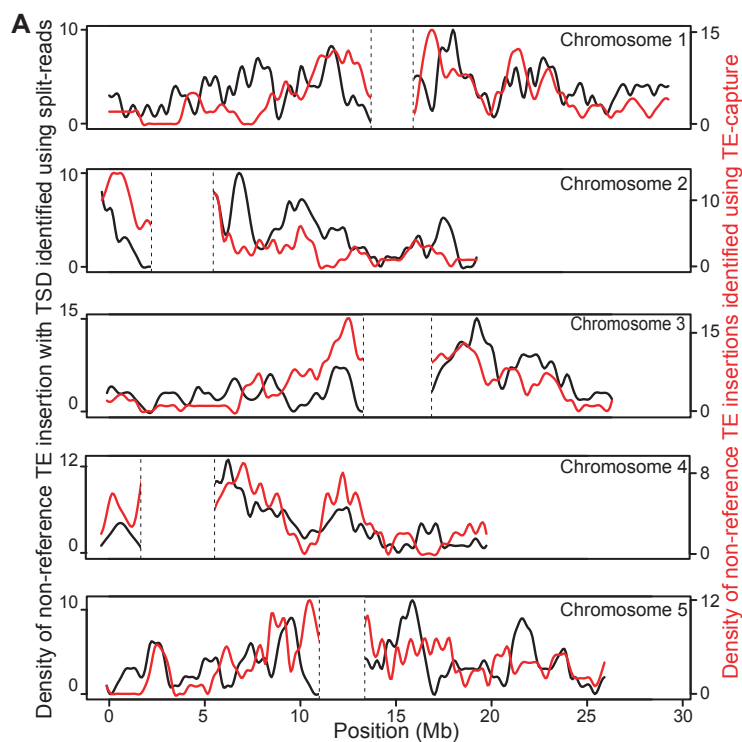 A
Density of non-reference TE insertion with TSD identified using split-reads
Density of non-reference TE insertions identified using TE-capture
10
0
Chromosome 1
15
0
10
0
Chromosome 2
10
0
15
0
Chromosome 3
15
0
12
0
Chromosome 4
8
0
10
0
Chromosome 5
12
0
0 5 10 15 20 25 30
Position (Mb)